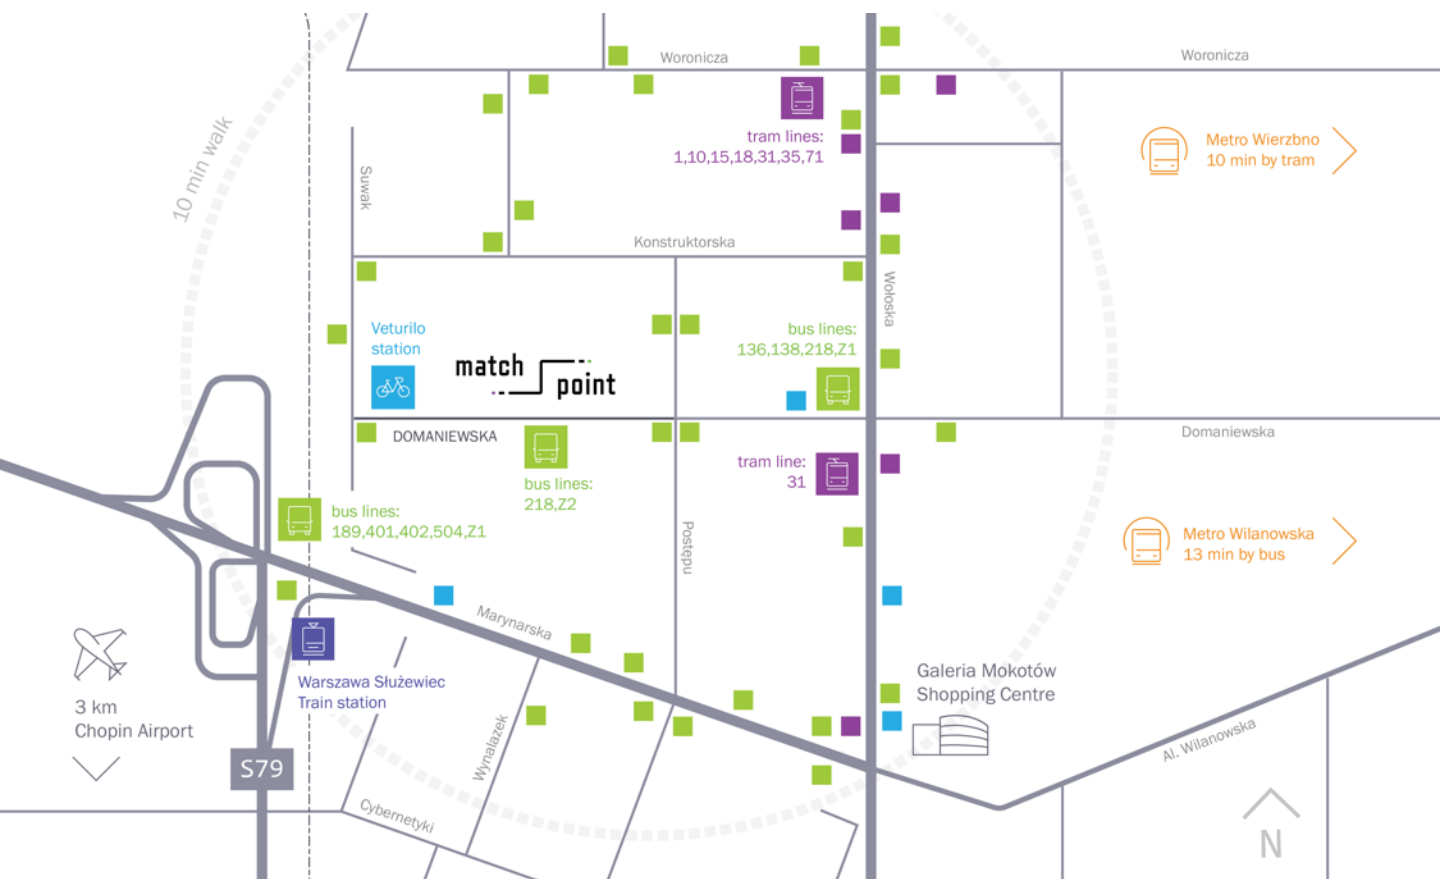 Woronicza
Woronicza
10 min walk
tram lines:
1,10,15,18,31,35,71
Metro Wierzbno
10 min by tram
Suwak
Konstruktorska
Wołoska
Veturilo
station
match
point
bus lines:
136,138,218,Z1
DOMANIEWSKA
Domaniewska
bus lines:
218,Z2
tram line:
31
bus lines:
189,401,402,504,Z1
Postępu
Metro Wilanowska
13 min by bus
Marynarska
Warszawa Służewiec
Train station
Galeria Mokotów
Shopping Centre
3 km
Chopin Airport
Wynalazek
Al. Wilanowska
S79
Cybernetyki
N